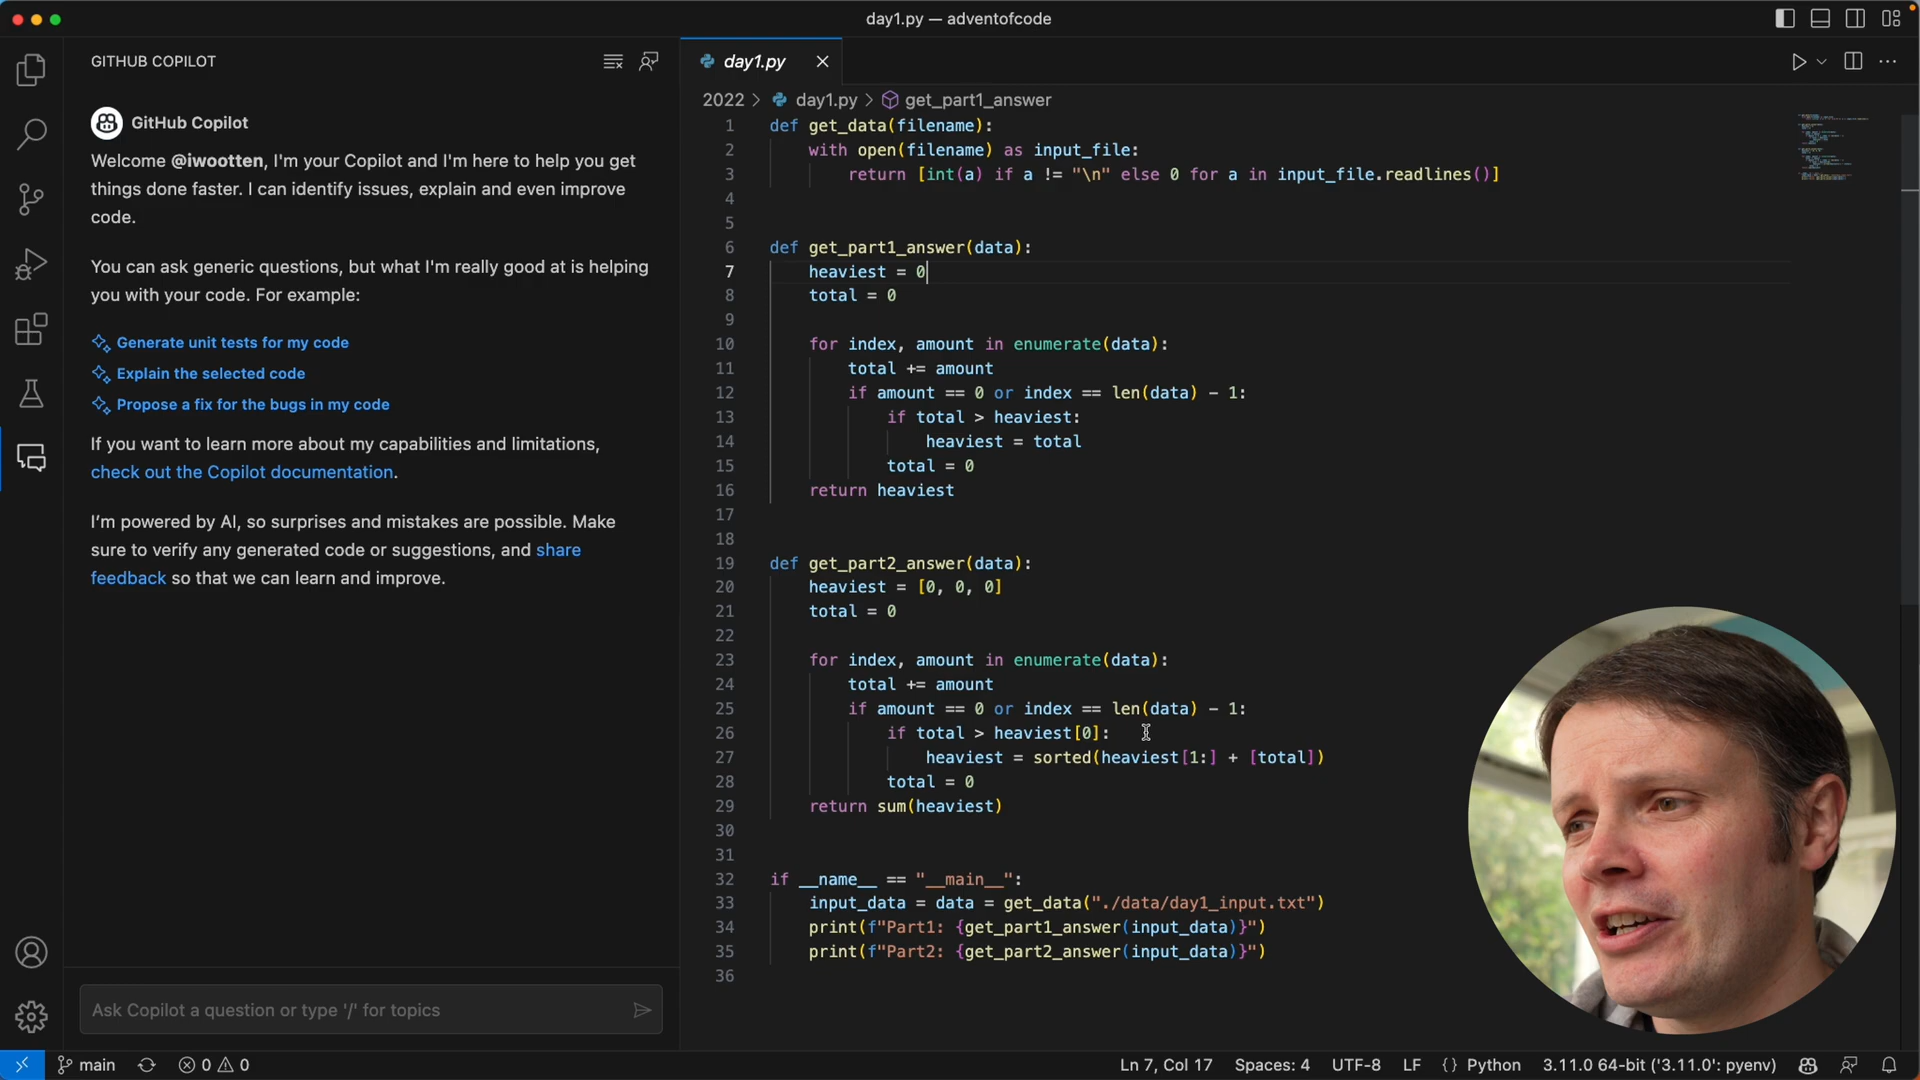 day1.py — adventofcode
GITHUB COPILOT
GitHub Copilot
Welcome @iwootten, I'm your Copilot and I'm here to help you get
things done faster. I can identify issues, explain and even improve
code.
You can ask generic questions, but what I'm really good at is helping
you with your code. For example:
Generate unit tests for my code
Explain the selected code
Propose a fix for the bugs in my code
If you want to learn more about my capabilities and limitations,
check out the Copilot documentation.
I'm powered by AI, so surprises and mistakes are possible. Make
sure to verify any generated code or suggestions, and share
feedback so that we can learn and improve.
Ask Copilot a question or type '/' for topics
day1.py
2022 > day1.py > get_part1_answer
1 def get_data(filename):
2 with open(filename) as input_file:
3 return [int(a) if a != "\n" else 0 for a in input_file.readlines()]
4
5
6 def get_part1_answer(data):
7 heaviest = 0
8 total = 0
9
10 for index, amount in enumerate(data):
11 total += amount
12 if amount == 0 or index == len(data) - 1:
13 if total > heaviest:
14 heaviest = total
15 total = 0
16 return heaviest
17
18
19 def get_part2_answer(data):
20 heaviest = [0, 0, 0]
21 total = 0
22
23 for index, amount in enumerate(data):
24 total += amount
25 if amount == 0 or index == len(data) - 1:
26 if total > heaviest[0]:
27 heaviest = sorted(heaviest[1:] + [total])
28 total = 0
29 return sum(heaviest)
30
31
32 if __name__ == "__main__":
33 input_data = data = get_data("./data/day1_input.txt")
34 print(f"Part1: {get_part1_answer(input_data)}")
35 print(f"Part2: {get_part2_answer(input_data)}")
36
main 0 0 Ln 7, Col 17 Spaces: 4 UTF-8 LF {} Python 3.11.0 64-bit ('3.11.0': pyenv)